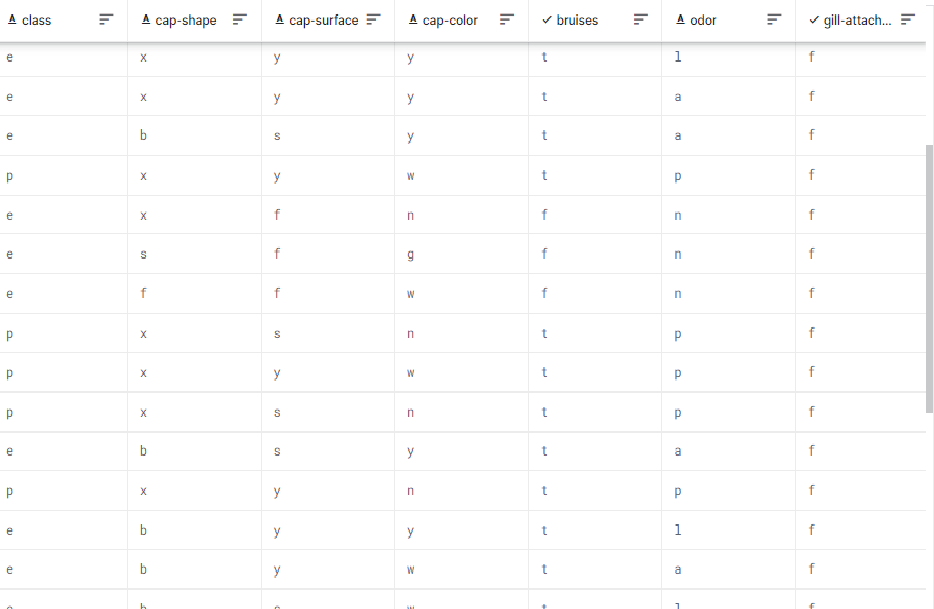 class cap-shape cap-surface cap-color bruises odor gill-attach...
e x y y t l f
e x y y t a f
e b s y t a f
p x y w t p f
e x f n f n f
e s f g f n f
e f f w f n f
p x s n t p f
p x y w t p f
p x s n t p f
e b s y t a f
p x y n t p f
e b y y t l f
e b y w t a f